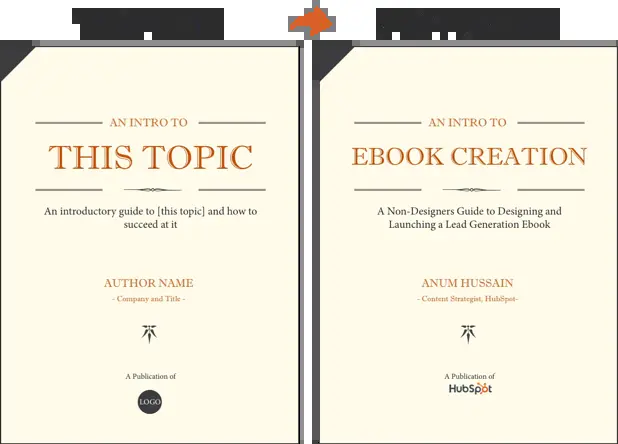 AN INTRO TO
THIS TOPIC
An introductory guide to [this topic] and how to
succeed at it
AUTHOR NAME
- Company and Title -
A Publication of
LOGO
AN INTRO TO
EBOOK CREATION
A Non-Designers Guide to Designing and
Launching a Lead Generation Ebook
ANUM HUSSAIN
- Content Strategist, HubSpot-
A Publication of
HubSpot